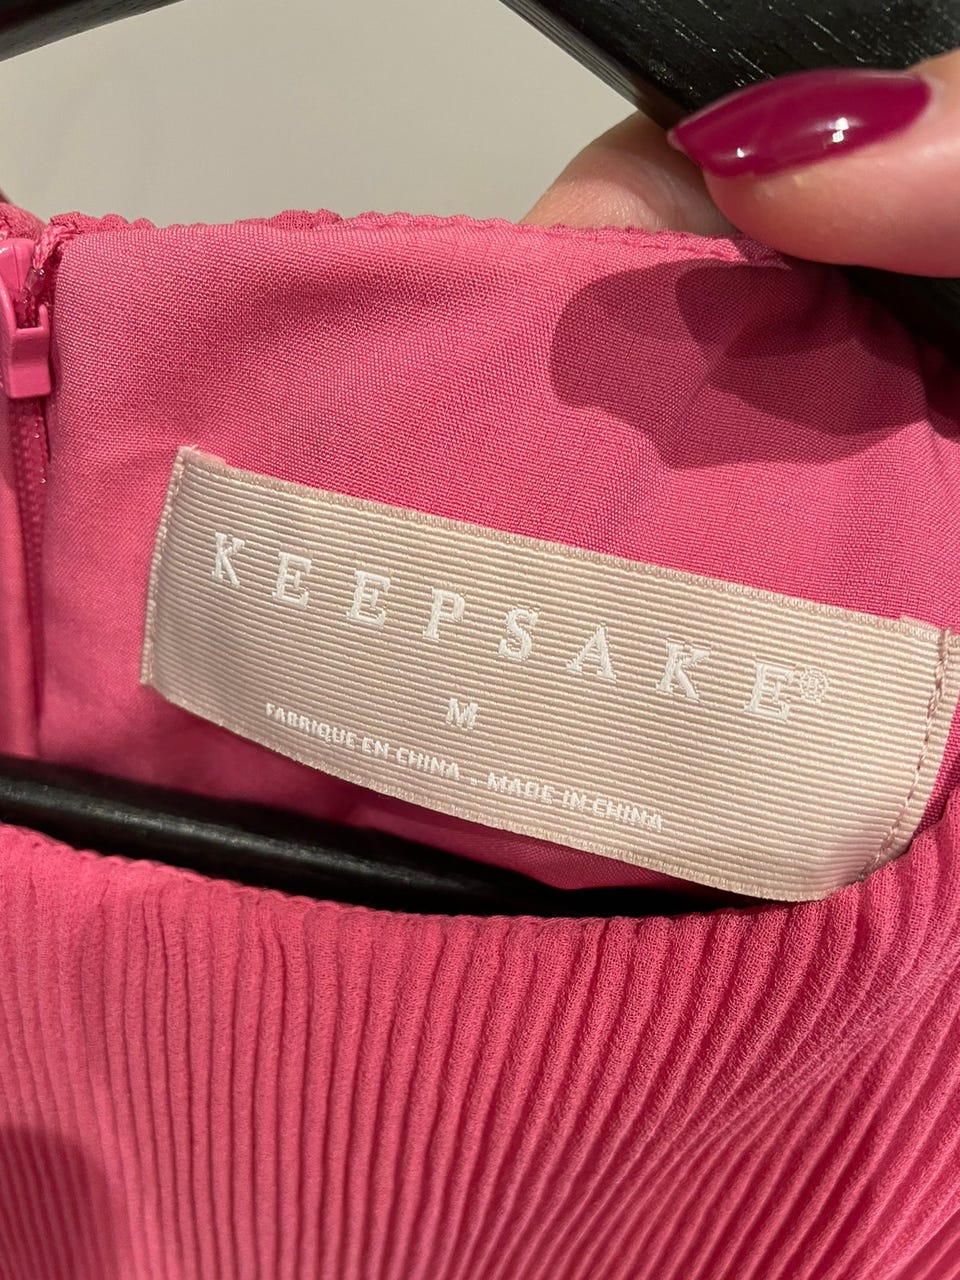 KEEPSAKE®
M
FABRIQUE EN CHINA . MADE IN CHINA